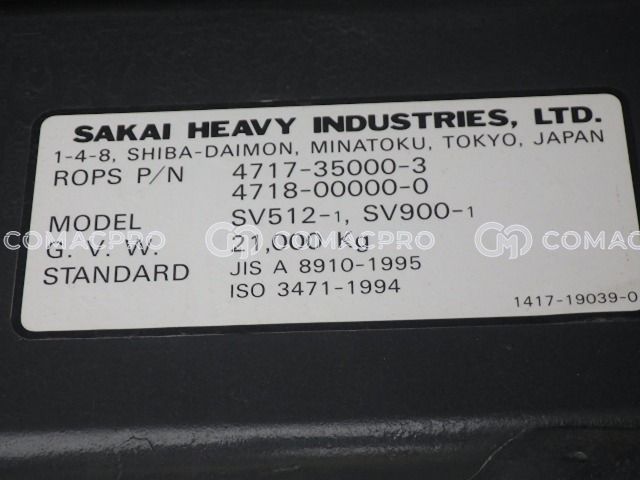 SAKAI HEAVY INDUSTRIES, LTD.
1-4-8, SHIBA-DAIMON, MINATOKU, TOKYO, JAPAN
ROPS P/N 4717-35000-3
4718-00000-0
MODEL SV512-1, SV900-1
G. V. W. 21,000 Kg
COMACPRO COMACPRO COMACPRO
STANDARD JIS A 8910-1995
ISO 3471-1994
1417-19039-0